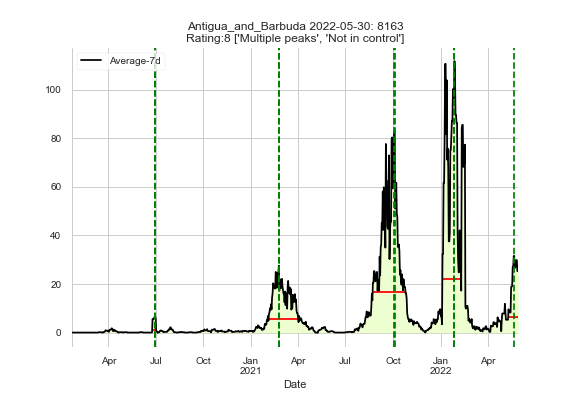 Antigua_and_Barbuda 2022-05-30: 8163
Rating:8 ['Multiple peaks', 'Not in control']
Average-7d
100
80
60
40
20
0
Apr Jul Oct Jan Apr Jul Oct Jan Apr
2021 2022
Date